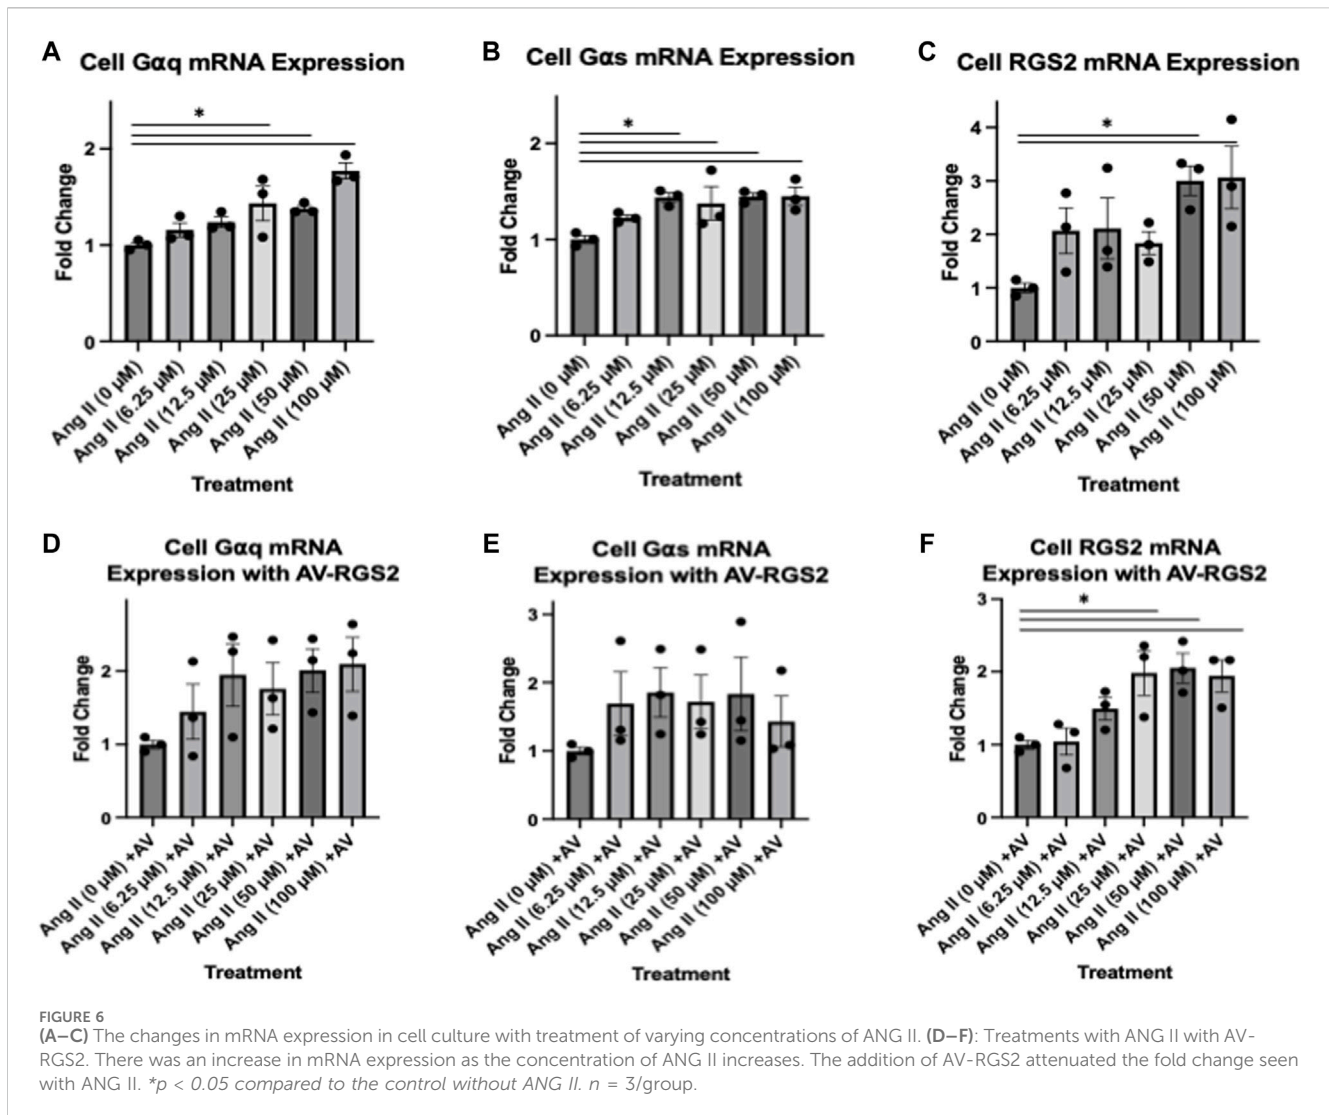 A
Cell Gαq mRNA Expression
*
Fold Change
2
1
0
Ang II (0 µM)
Ang II (6.25 µM)
Ang II (12.5 µM)
Ang II (25 µM)
Ang II (50 µM)
Ang II (100 µM)
Treatment
B
Cell Gαs mRNA Expression
*
Fold Change
2
1
0
Ang II (0 µM)
Ang II (6.25 µM)
Ang II (12.5 µM)
Ang II (25 µM)
Ang II (50 µM)
Ang II (100 µM)
Treatment
C
Cell RGS2 mRNA Expression
*
Fold Change
4
3
2
1
0
Ang II (0 µM)
Ang II (6.25 µM)
Ang II (12.5 µM)
Ang II (25 µM)
Ang II (50 µM)
Ang II (100 µM)
Treatment
D
Cell Gαq mRNA
Expression with AV-RGS2
Fold Change
2
1
0
Ang II (0 µM) +AV
Ang II (6.25 µM) +AV
Ang II (12.5 µM) +AV
Ang II (25 µM) +AV
Ang II (50 µM) +AV
Ang II (100 µM) +AV
Treatment
E
Cell Gαs mRNA
Expression with AV-RGS2
Fold Change
3
2
1
0
Ang II (0 µM) +AV
Ang II (6.25 µM) +AV
Ang II (12.5 µM) +AV
Ang II (25 µM) +AV
Ang II (50 µM) +AV
Ang II (100 µM) +AV
Treatment
F
Cell RGS2 mRNA
Expression with AV-RGS2
*
Fold Change
3
2
1
0
Ang II (0 µM) +AV
Ang II (6.25 µM) +AV
Ang II (12.5 µM) +AV
Ang II (25 µM) +AV
Ang II (50 µM) +AV
Ang II (100 µM) +AV
Treatment
FIGURE 6
(A–C) The changes in mRNA expression in cell culture with treatment of varying concentrations of ANG II. (D–F): Treatments with ANG II with AV-
RGS2. There was an increase in mRNA expression as the concentration of ANG II increases. The addition of AV-RGS2 attenuated the fold change seen
with ANG II. *p < 0.05 compared to the control without ANG II. n = 3/group.